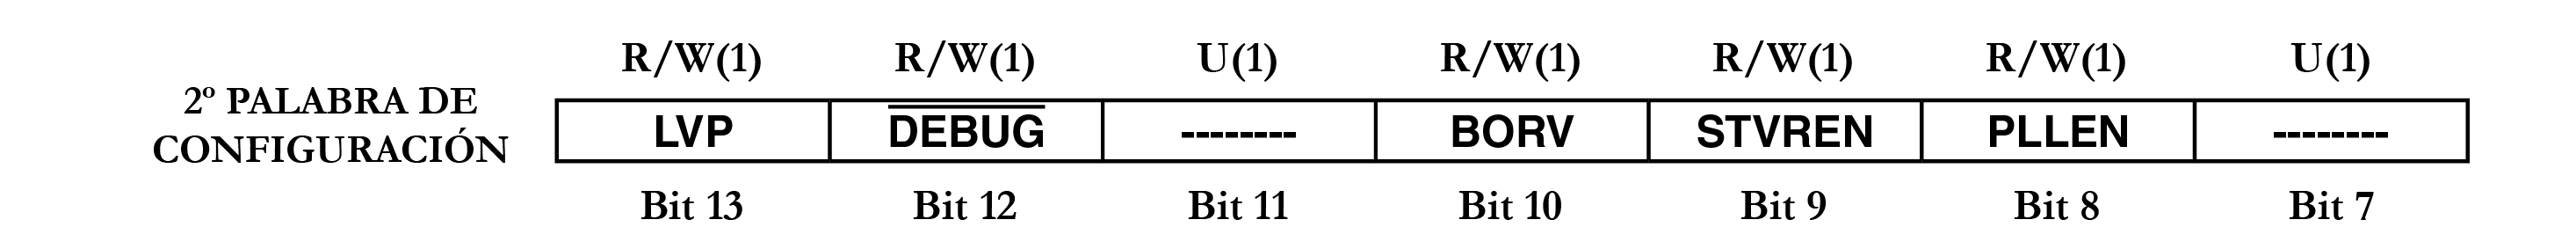 R/W(1) R/W(1) U(1) R/W(1) R/W(1) R/W(1) U(1)
2º PALABRA DE
CONFIGURACIÓN
LVP DEBUG -------- BORV STVREN PLLEN --------
Bit 13 Bit 12 Bit 11 Bit 10 Bit 9 Bit 8 Bit 7